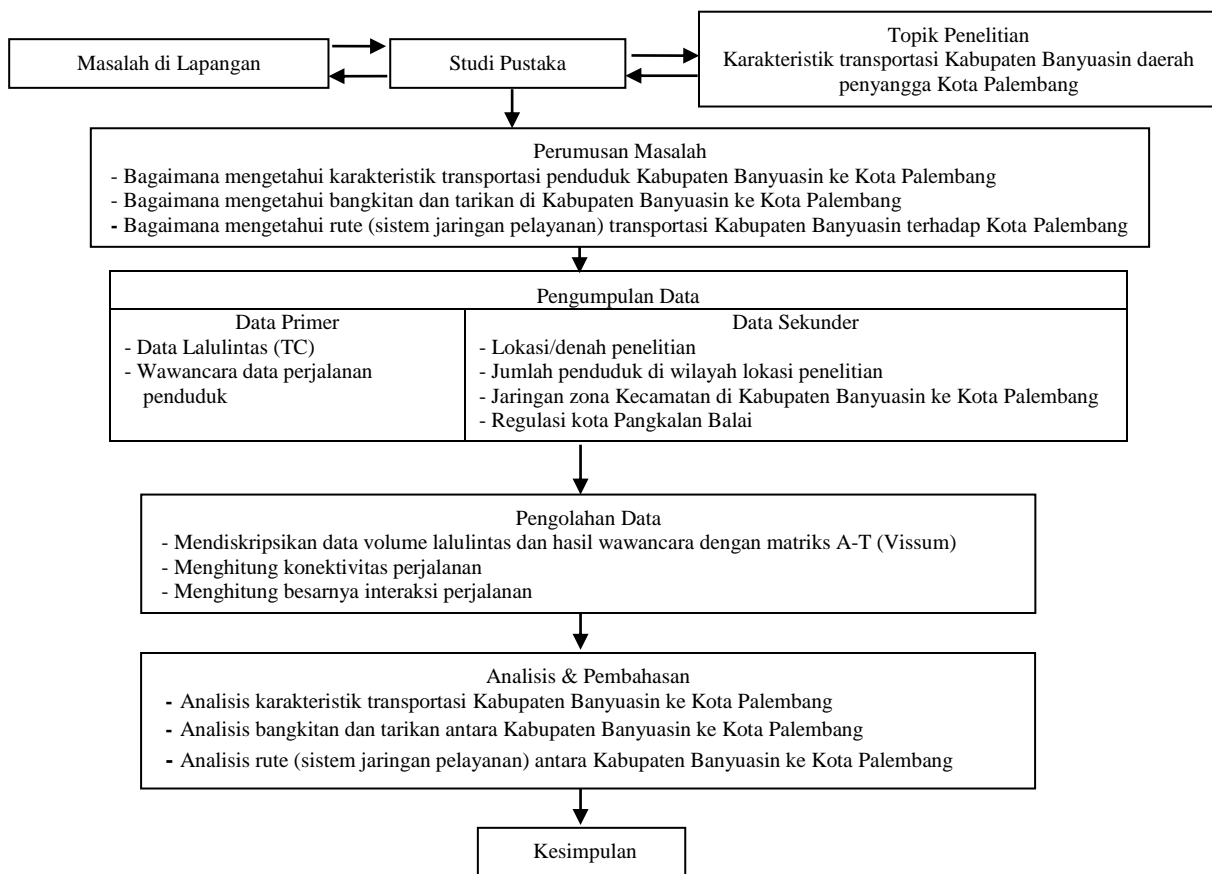 Masalah di Lapangan
Studi Pustaka
Topik Penelitian
Karakteristik transportasi Kabupaten Banyuasin daerah
penyangga Kota Palembang
Perumusan Masalah
- Bagaimana mengetahui karakteristik transportasi penduduk Kabupaten Banyuasin ke Kota Palembang
- Bagaimana mengetahui bangkitan dan tarikan di Kabupaten Banyuasin ke Kota Palembang
- Bagaimana mengetahui rute (sistem jaringan pelayanan) transportasi Kabupaten Banyuasin terhadap Kota Palembang
Pengumpulan Data
Data Primer
- Data Lalulintas (TC)
- Wawancara data perjalanan
penduduk
Data Sekunder
- Lokasi/denah penelitian
- Jumlah penduduk di wilayah lokasi penelitian
- Jaringan zona Kecamatan di Kabupaten Banyuasin ke Kota Palembang
- Regulasi kota Pangkalan Balai
Pengolahan Data
- Mendiskripsikan data volume lalulintas dan hasil wawancara dengan matriks A-T (Vissum)
- Menghitung konektivitas perjalanan
- Menghitung besarnya interaksi perjalanan
Analisis & Pembahasan
- Analisis karakteristik transportasi Kabupaten Banyuasin ke Kota Palembang
- Analisis bangkitan dan tarikan antara Kabupaten Banyuasin ke Kota Palembang
- Analisis rute (sistem jaringan pelayanan) antara Kabupaten Banyuasin ke Kota Palembang
Kesimpulan